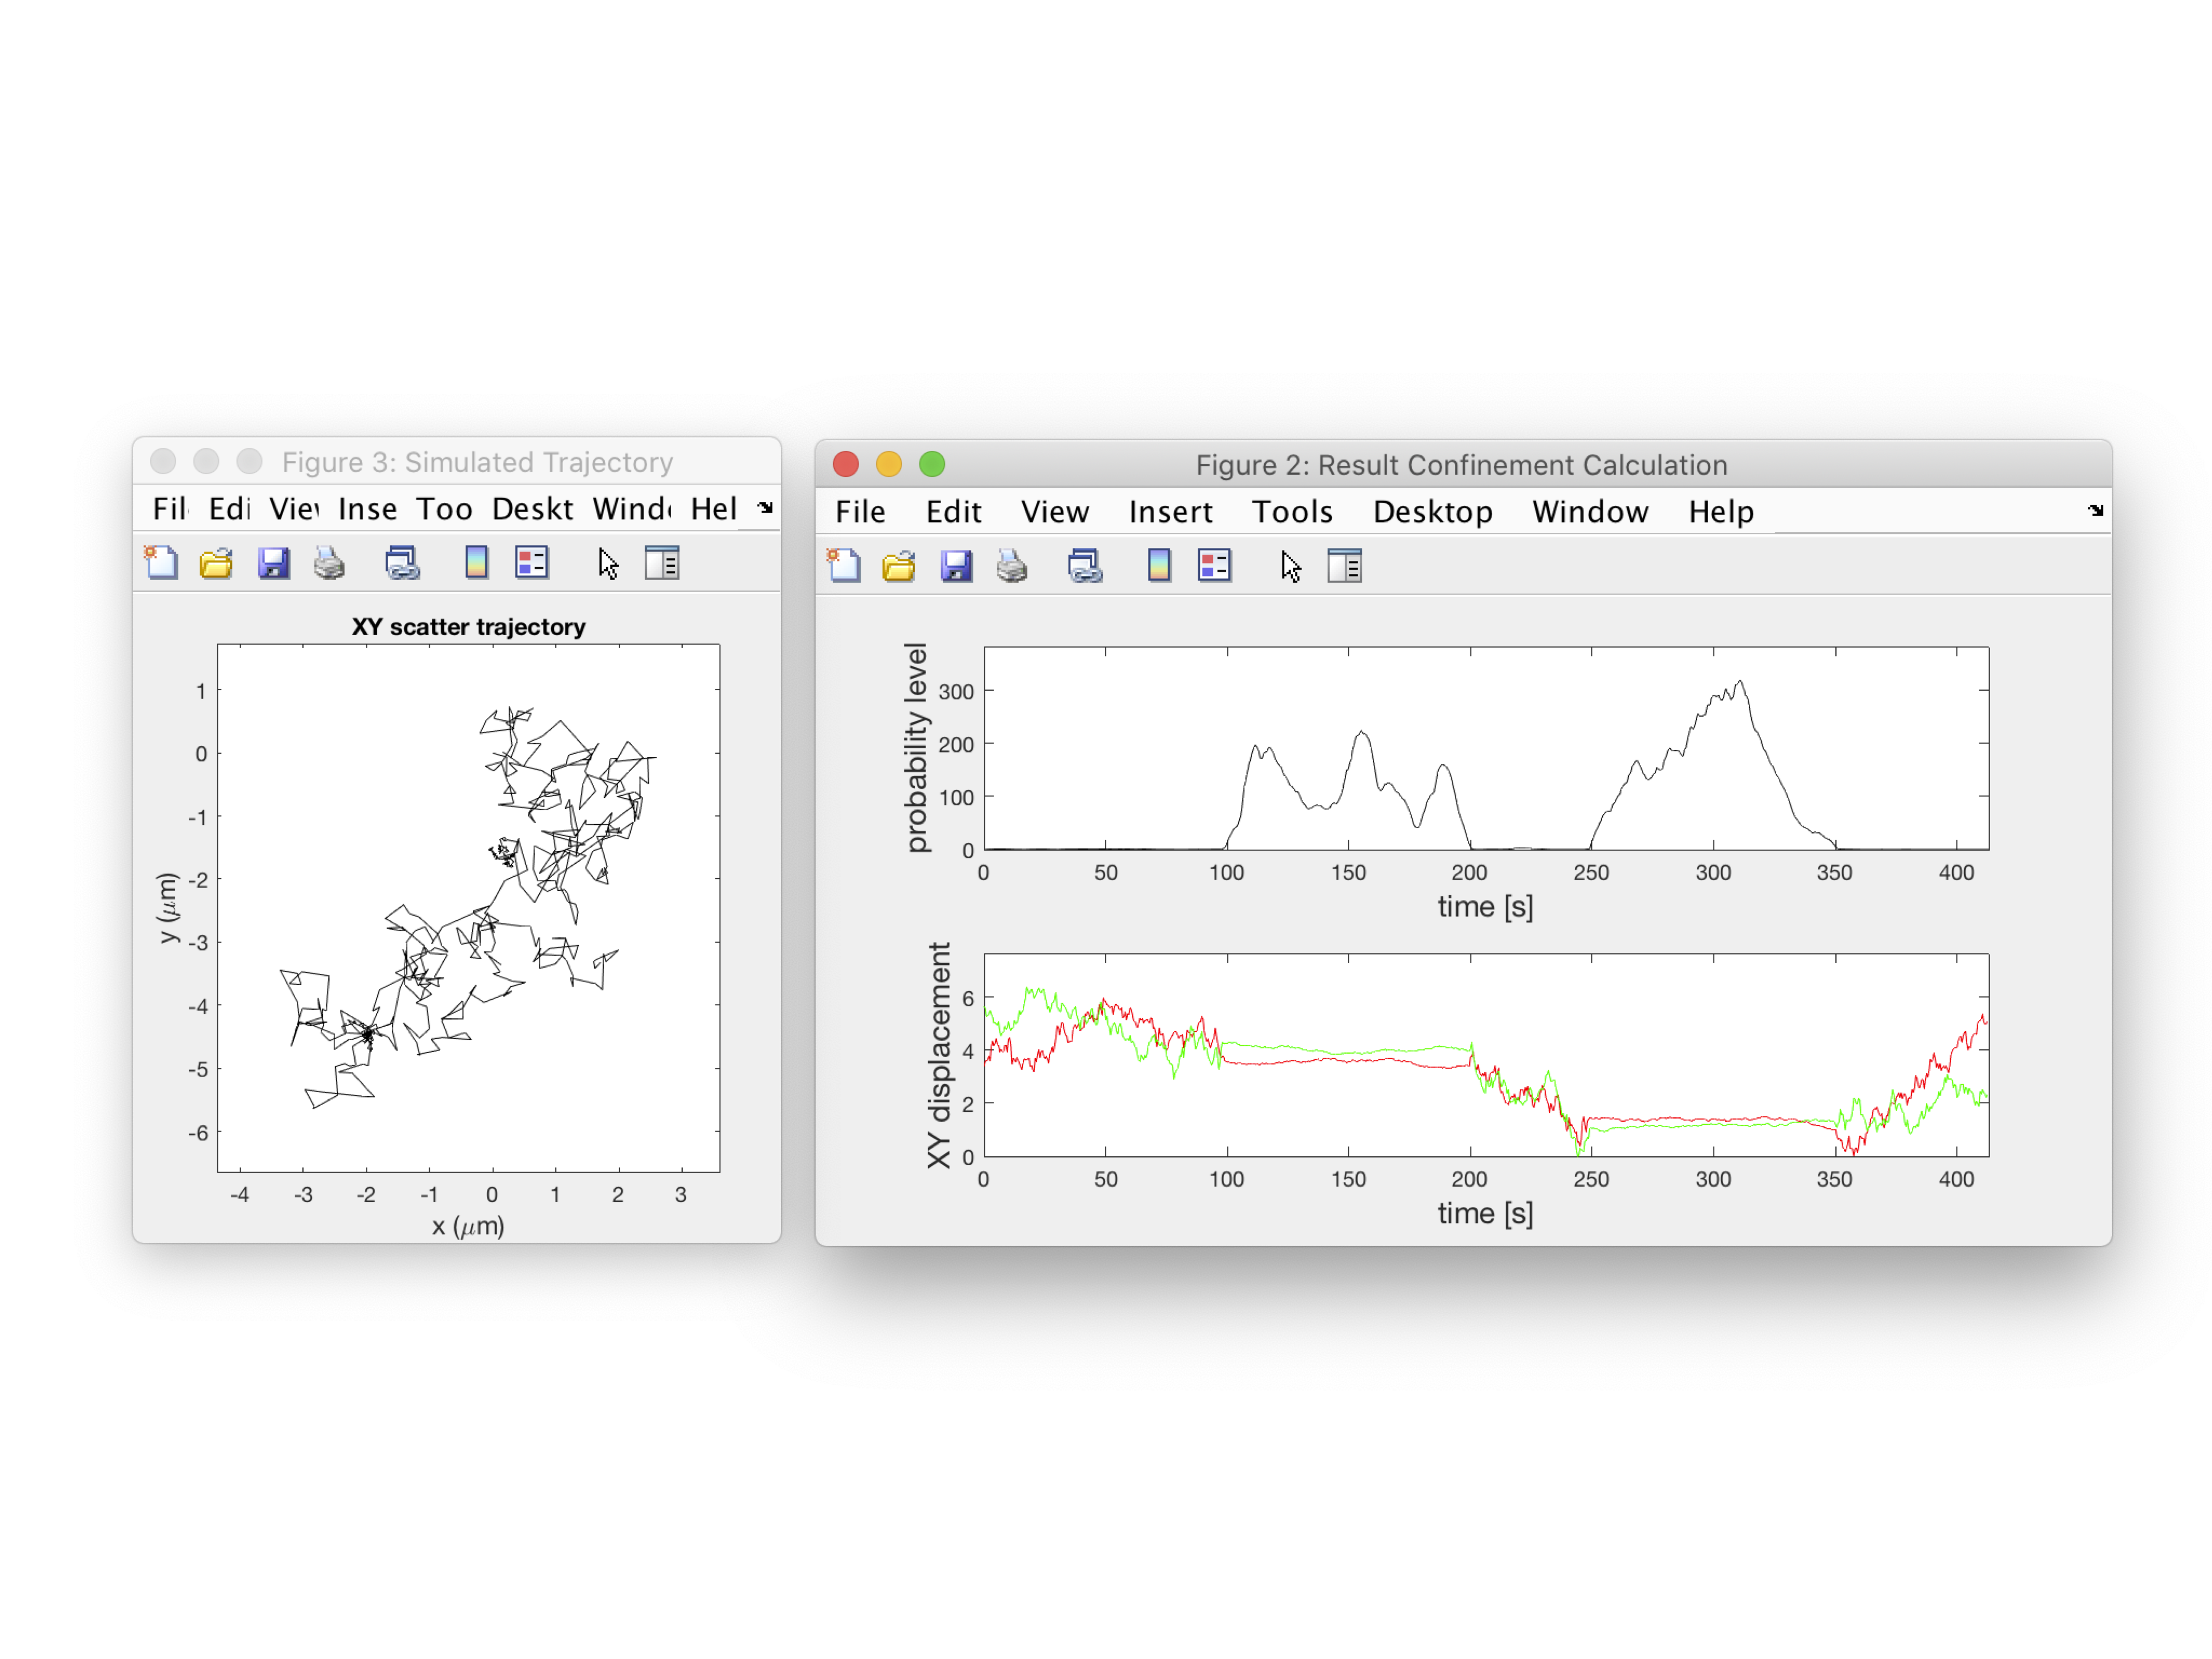 Figure 3: Simulated Trajectory
Fil Edi Viev Inse Too Deskt Wind Hel
XY scatter trajectory
1
0
-1
-2
-3
-4
-5
-6
y (μm)
-4 -3 -2 -1 0 1 2 3
x (μm)
Figure 2: Result Confinement Calculation
File Edit View Insert Tools Desktop Window Help
probability level
300
200
100
0
0 50 100 150 200 250 300 350 400
time [s]
XY displacement
6
4
2
0
0 50 100 150 200 250 300 350 400
time [s]